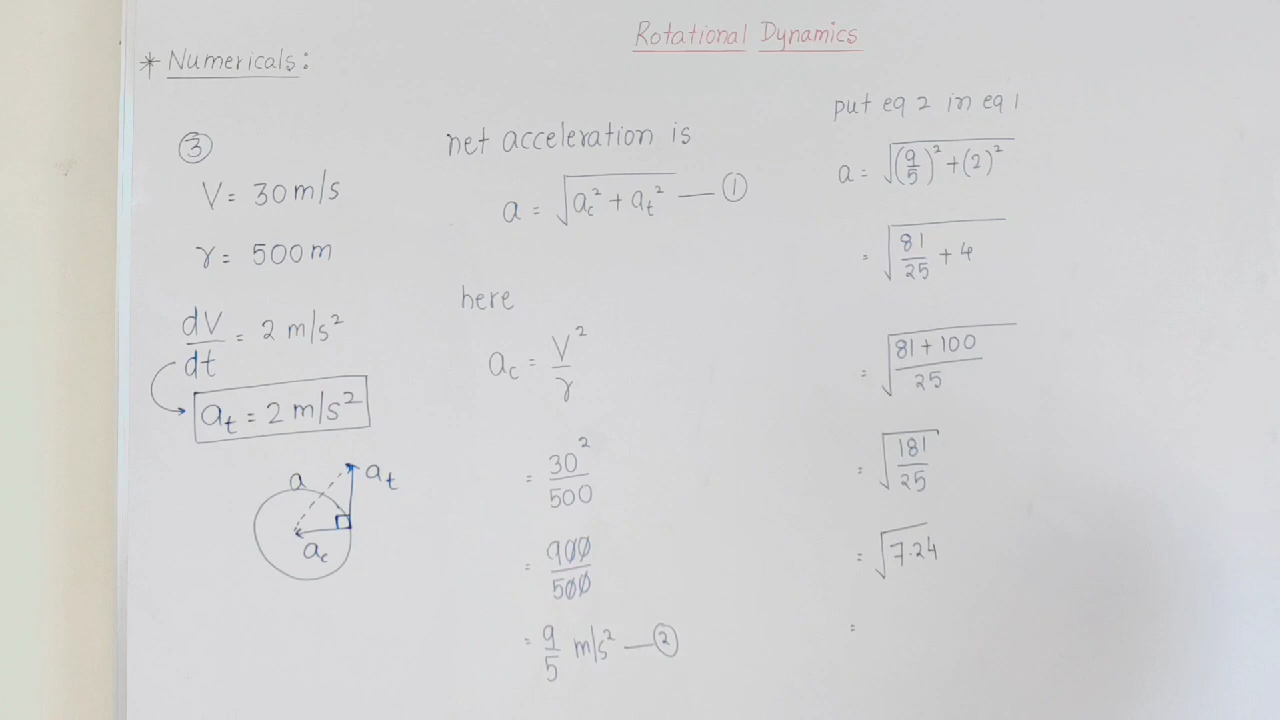 Rotational Dynamics
* Numericals:
③
V = 30 m/s
r = 500 m
dV/dt = 2 m/s²
a_t = 2 m/s²
a
a_t
a_c
net acceleration is
a = √(a_c² + a_t²) — ①
here
a_c = V²/r
= 30²/500
= 900/500
= 9/5 m/s² — ②
put eq 2 in eq 1
a = √((9/5)² + (2)²)
= √(81/25 + 4)
= √((81 + 100)/25)
= √(181/25)
= √7.24
=